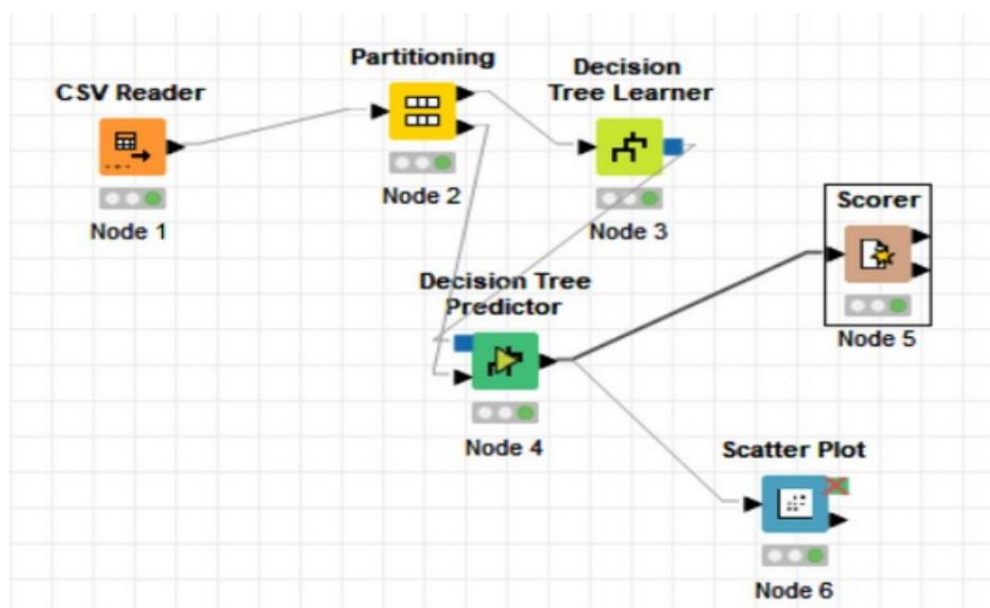 CSV Reader
Node 1
Partitioning
Node 2
Decision
Tree Learner
Node 3
Decision Tree
Predictor
Node 4
Scorer
Node 5
Scatter Plot
Node 6